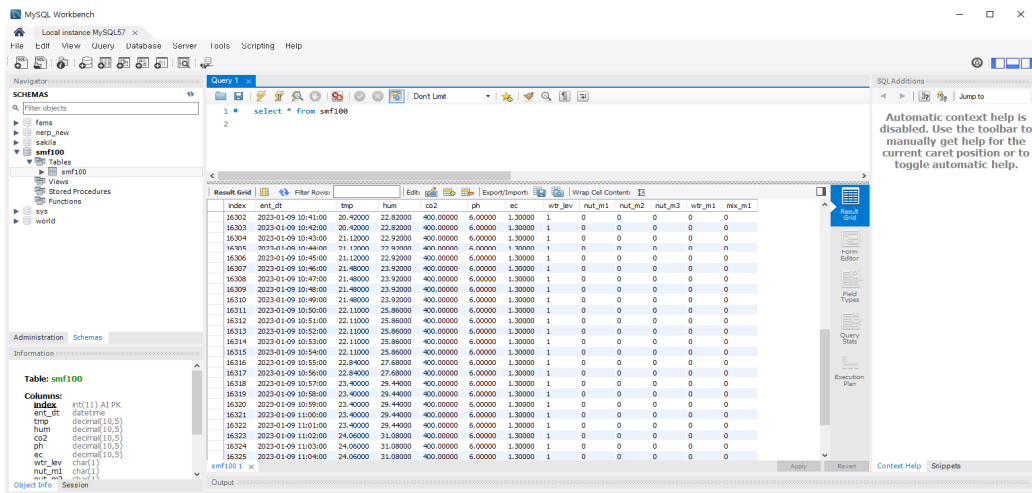 MySQL Workbench
Local instance MySQL57 ×
File Edit View Query Database Server Tools Scripting Help
Navigator
SCHEMAS
Filter objects
fems
nerp_new
sakila
smf100
Tables
smf100
Views
Stored Procedures
Functions
sys
world
Administration Schemas
Information
Table: smf100
Columns:
index int(11) AI PK
ent_dt datetime
tmp decimal(10,5)
hum decimal(10,5)
co2 decimal(10,5)
ph decimal(10,5)
ec decimal(10,5)
wtr_lev char(1)
nut_m1 char(1)
nut_m2 char(1)
Object Info Session
Query 1 ×
Don't Limit
1 select * from smf100
2
Result Grid Filter Rows: Edit: Export/Import: Wrap Cell Content:
index ent_dt tmp hum co2 ph ec wtr_lev nut_m1 nut_m2 nut_m3 wtr_m1 mix_m1
16302 2023-01-09 10:41:00 20.42000 22.82000 400.00000 6.00000 1.30000 1 0 0 0 0 0
16303 2023-01-09 10:42:00 20.42000 22.82000 400.00000 6.00000 1.30000 1 0 0 0 0 0
16304 2023-01-09 10:43:00 21.12000 22.92000 400.00000 6.00000 1.30000 1 0 0 0 0 0
16305 2023-01-09 10:44:00 21.12000 22.92000 400.00000 6.00000 1.30000 1 0 0 0 0 0
16306 2023-01-09 10:45:00 21.12000 22.92000 400.00000 6.00000 1.30000 1 0 0 0 0 0
16307 2023-01-09 10:46:00 21.48000 23.92000 400.00000 6.00000 1.30000 1 0 0 0 0 0
16308 2023-01-09 10:47:00 21.48000 23.92000 400.00000 6.00000 1.30000 1 0 0 0 0 0
16309 2023-01-09 10:48:00 21.48000 23.92000 400.00000 6.00000 1.30000 1 0 0 0 0 0
16310 2023-01-09 10:49:00 21.48000 23.92000 400.00000 6.00000 1.30000 1 0 0 0 0 0
16311 2023-01-09 10:50:00 22.11000 25.86000 400.00000 6.00000 1.30000 1 0 0 0 0 0
16312 2023-01-09 10:51:00 22.11000 25.86000 400.00000 6.00000 1.30000 1 0 0 0 0 0
16313 2023-01-09 10:52:00 22.11000 25.86000 400.00000 6.00000 1.30000 1 0 0 0 0 0
16314 2023-01-09 10:53:00 22.11000 25.86000 400.00000 6.00000 1.30000 1 0 0 0 0 0
16315 2023-01-09 10:54:00 22.11000 25.86000 400.00000 6.00000 1.30000 1 0 0 0 0 0
16316 2023-01-09 10:55:00 22.84000 27.68000 400.00000 6.00000 1.30000 1 0 0 0 0 0
16317 2023-01-09 10:56:00 22.84000 27.68000 400.00000 6.00000 1.30000 1 0 0 0 0 0
16318 2023-01-09 10:57:00 23.40000 29.44000 400.00000 6.00000 1.30000 1 0 0 0 0 0
16319 2023-01-09 10:58:00 23.40000 29.44000 400.00000 6.00000 1.30000 1 0 0 0 0 0
16320 2023-01-09 10:59:00 23.40000 29.44000 400.00000 6.00000 1.30000 1 0 0 0 0 0
16321 2023-01-09 11:00:00 23.40000 29.44000 400.00000 6.00000 1.30000 1 0 0 0 0 0
16322 2023-01-09 11:01:00 23.40000 29.44000 400.00000 6.00000 1.30000 1 0 0 0 0 0
16323 2023-01-09 11:02:00 24.06000 31.08000 400.00000 6.00000 1.30000 1 0 0 0 0 0
16324 2023-01-09 11:03:00 24.06000 31.08000 400.00000 6.00000 1.30000 1 0 0 0 0 0
16325 2023-01-09 11:04:00 24.06000 31.08000 400.00000 6.00000 1.30000 1 0 0 0 0 0
smf100 1 × Apply Revert
Output
Result Grid
Form Editor
Field Types
Query Stats
Execution Plan
SQLAdditions
Jump to
Automatic context help is
disabled. Use the toolbar to
manually get help for the
current caret position or to
toggle automatic help.
Context Help Snippets